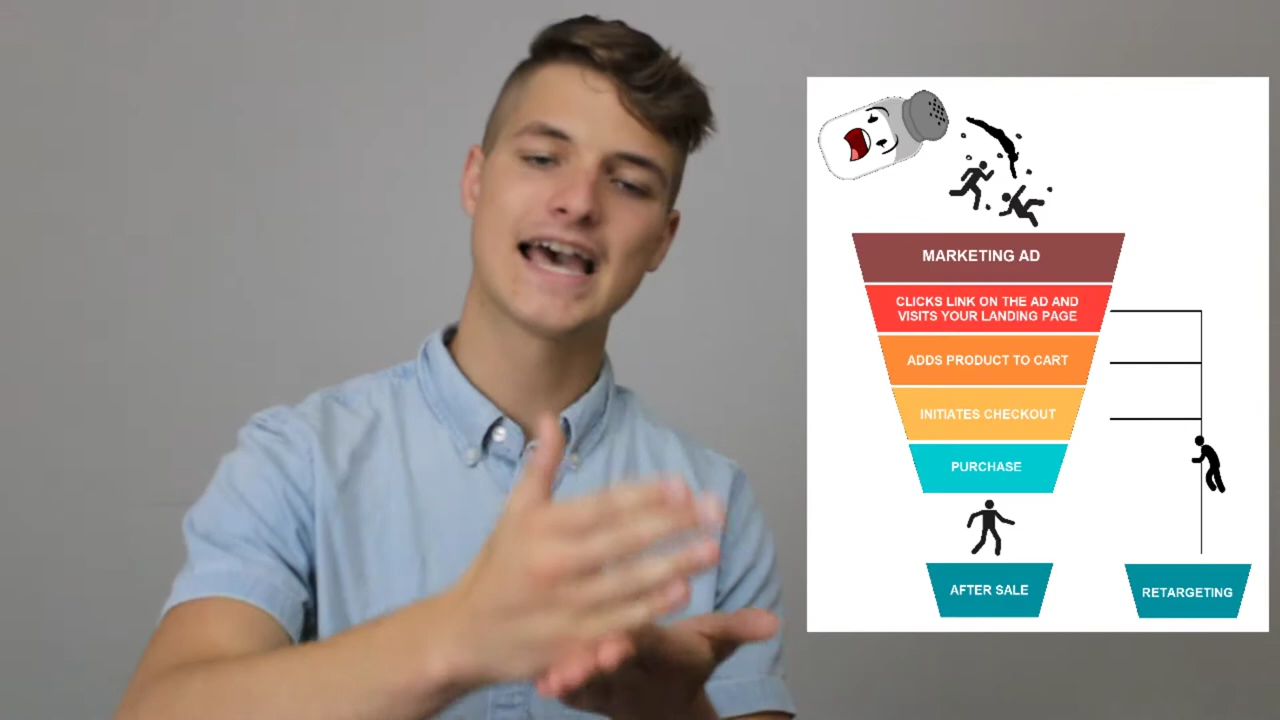 MARKETING AD
CLICKS LINK ON THE AD AND
VISITS YOUR LANDING PAGE
ADDS PRODUCT TO CART
INITIATES CHECKOUT
PURCHASE
AFTER SALE
RETARGETING